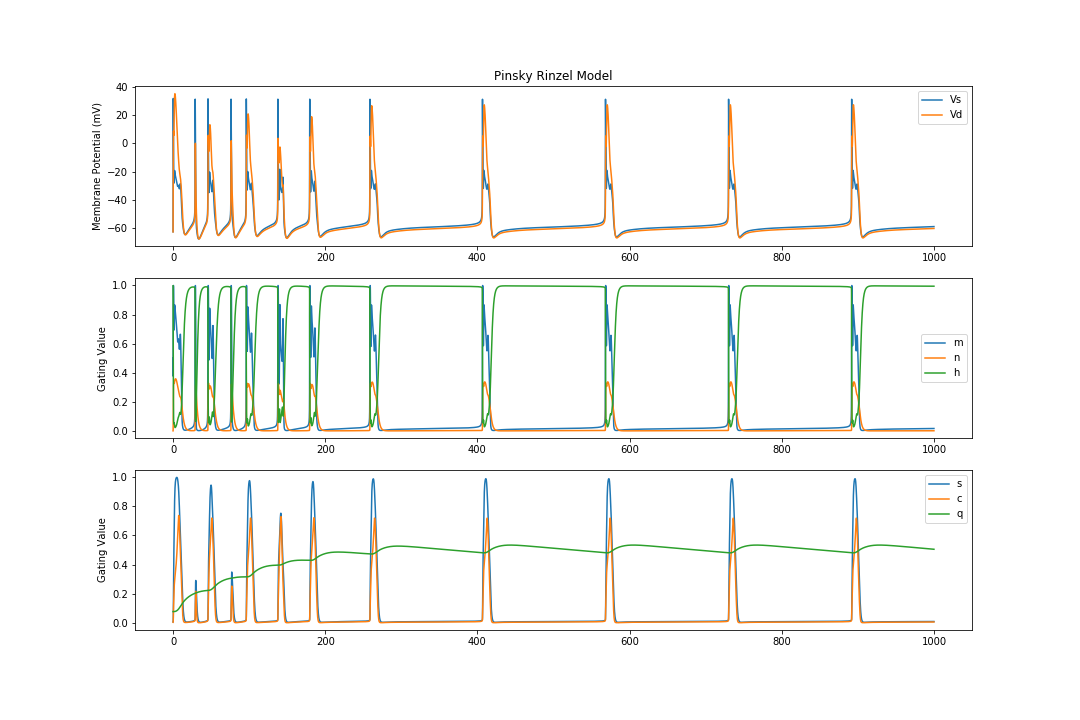 Pinsky Rinzel Model
Membrane Potential (mV)
40
20
0
−20
−40
−60
Vs
Vd
0 200 400 600 800 1000
Gating Value
1.0
0.8
0.6
0.4
0.2
0.0
m
n
h
0 200 400 600 800 1000
Gating Value
1.0
0.8
0.6
0.4
0.2
0.0
s
c
q
0 200 400 600 800 1000